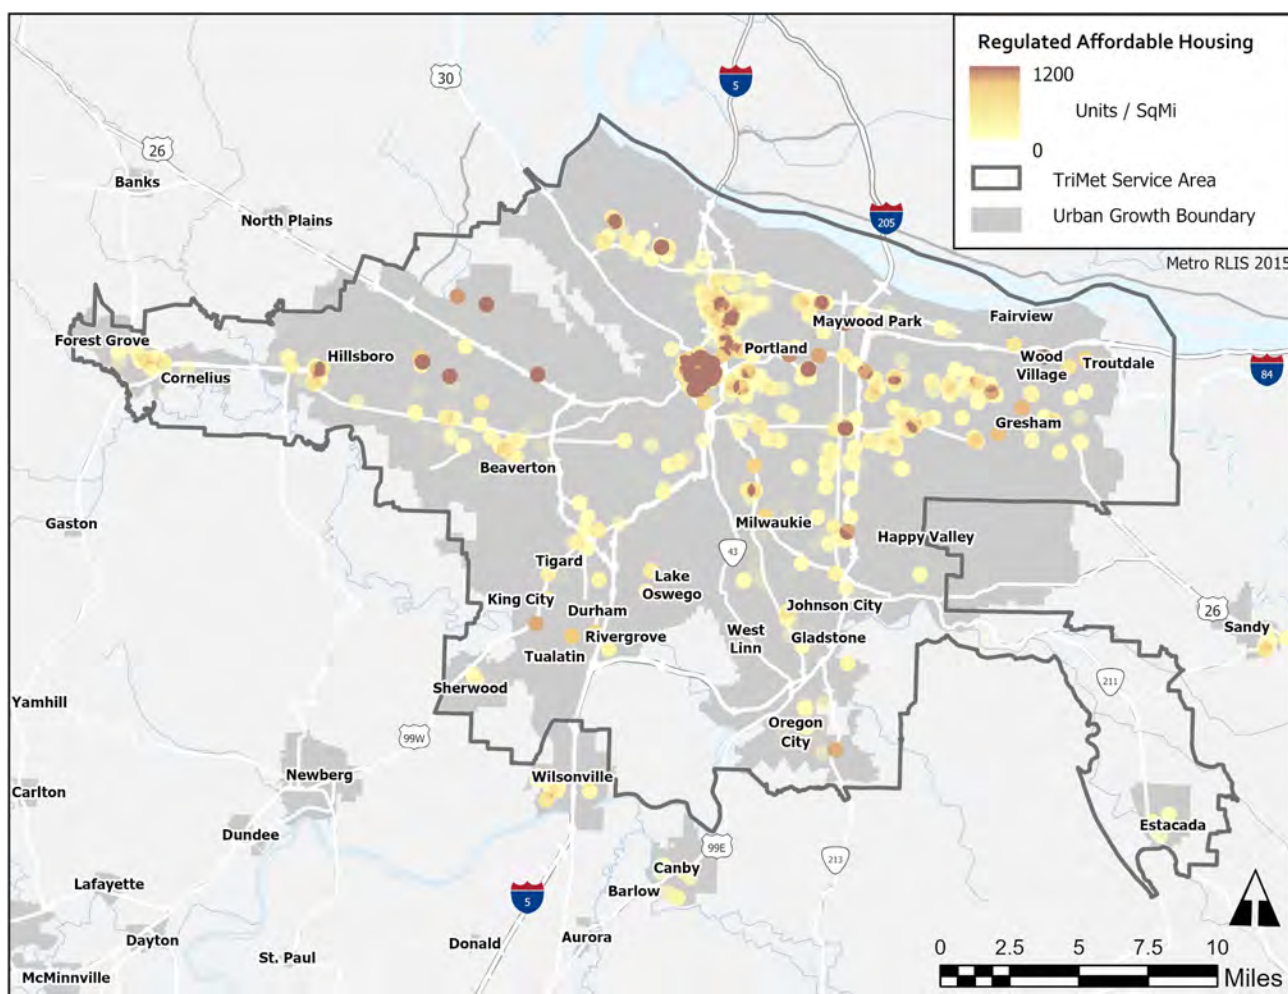 Regulated Affordable Housing
1200
Units / SqMi
0
TriMet Service Area
Urban Growth Boundary
Metro RLIS 2015
30
5
26
Banks
North Plains
205
Fairview
Maywood Park
Forest Grove
Hillsboro
Portland
Wood
Village
Troutdale
84
Cornelius
Gresham
Beaverton
Gaston
Milwaukie
Happy Valley
43
Tigard
Lake
Oswego
King City
Durham
Johnson City
26
Sandy
Rivergrove
West
Linn
Gladstone
Tualatin
Sherwood
211
Yamhill
99W
Oregon
City
Newberg
Wilsonville
Carlton
Dundee
Estacada
99E
213
Canby
Lafayette
Barlow
5
Dayton
Donald
Aurora
St. Paul
McMinnville
0 2.5 5 7.5 10
Miles